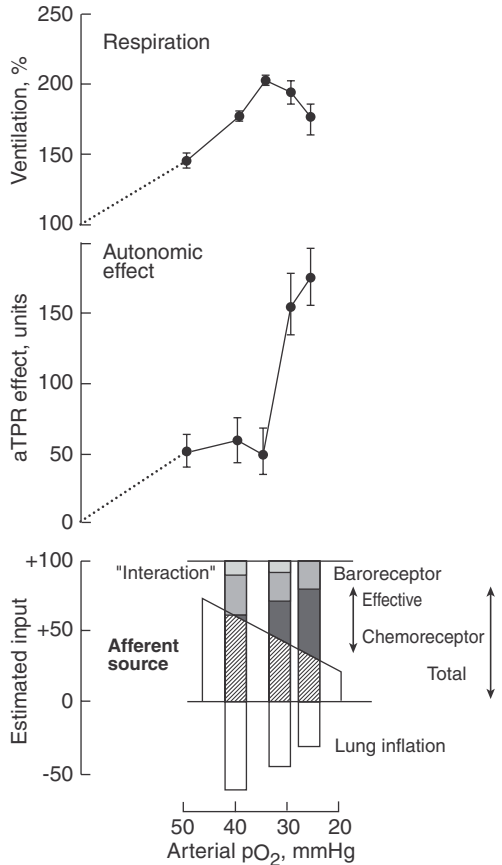 Respiration
Ventilation, %
250
200
150
100
Autonomic
effect
aTPR effect, units
150
100
50
0
Estimated input
+100
+50
0
-50
"Interaction"
Baroreceptor
Effective
Afferent
source
Chemoreceptor
Total
Lung inflation
50 40 30 20
Arterial pO₂, mmHg